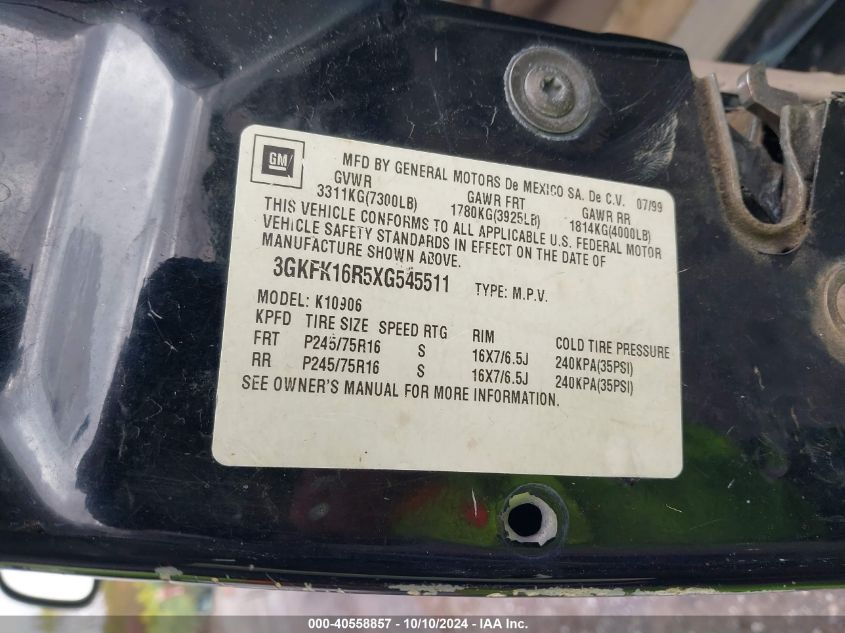 GM
MFD BY GENERAL MOTORS De MEXICO SA. De C.V. 07/99
GVWR GAWR FRT GAWR RR
3311KG(7300LB) 1780KG(3925LB) 1814KG(4000LB)
THIS VEHICLE CONFORMS TO ALL APPLICABLE U.S. FEDERAL MOTOR
VEHICLE SAFETY STANDARDS IN EFFECT ON THE DATE OF
MANUFACTURE SHOWN ABOVE.
3GKFK16R5XG545511 TYPE: M.P.V.
MODEL: K10906
KPFD TIRE SIZE SPEED RTG RIM COLD TIRE PRESSURE
FRT P245/75R16 S 16X7/6.5J 240KPA(35PSI)
RR P245/75R16 S 16X7/6.5J 240KPA(35PSI)
SEE OWNER'S MANUAL FOR MORE INFORMATION.
000-40558857 - 10/10/2024 - IAA Inc.